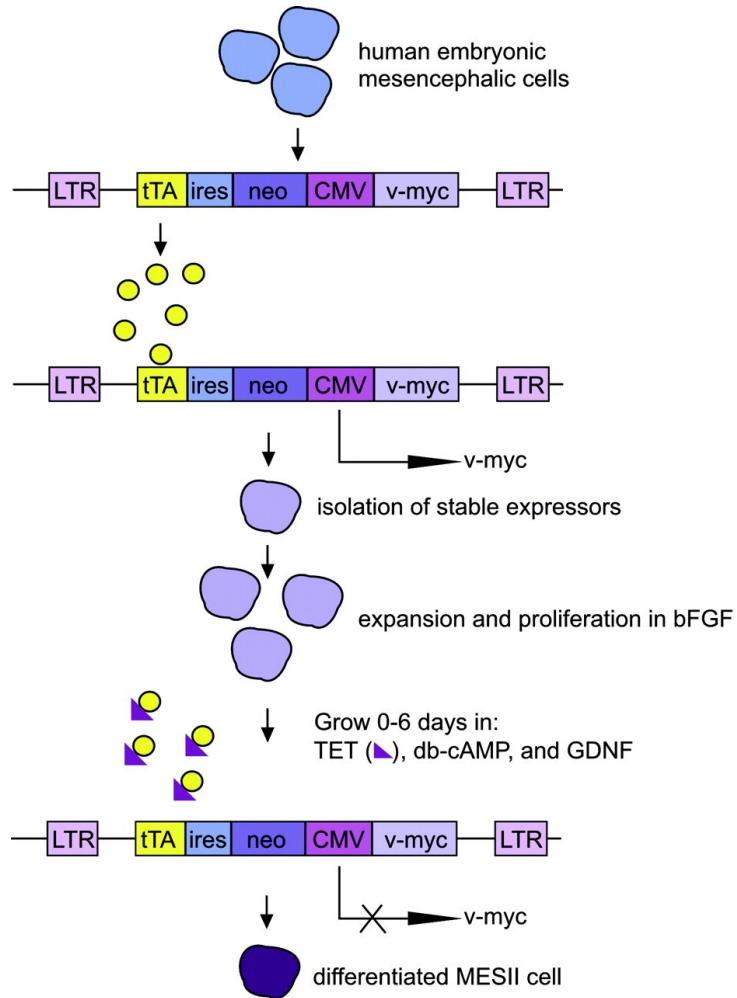 human embryonic
mesencephalic cells
LTR tTA ires neo CMV v-myc LTR
LTR tTA ires neo CMV v-myc LTR
v-myc
isolation of stable expressors
expansion and proliferation in bFGF
Grow 0-6 days in:
TET (), db-cAMP, and GDNF
LTR tTA ires neo CMV v-myc LTR
v-myc
differentiated MESII cell